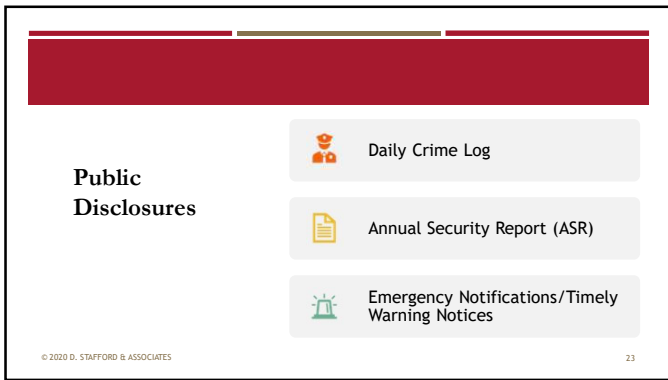 Public
Disclosures
Daily Crime Log
Annual Security Report (ASR)
Emergency Notifications/Timely
Warning Notices
© 2020 D. STAFFORD & ASSOCIATES
23